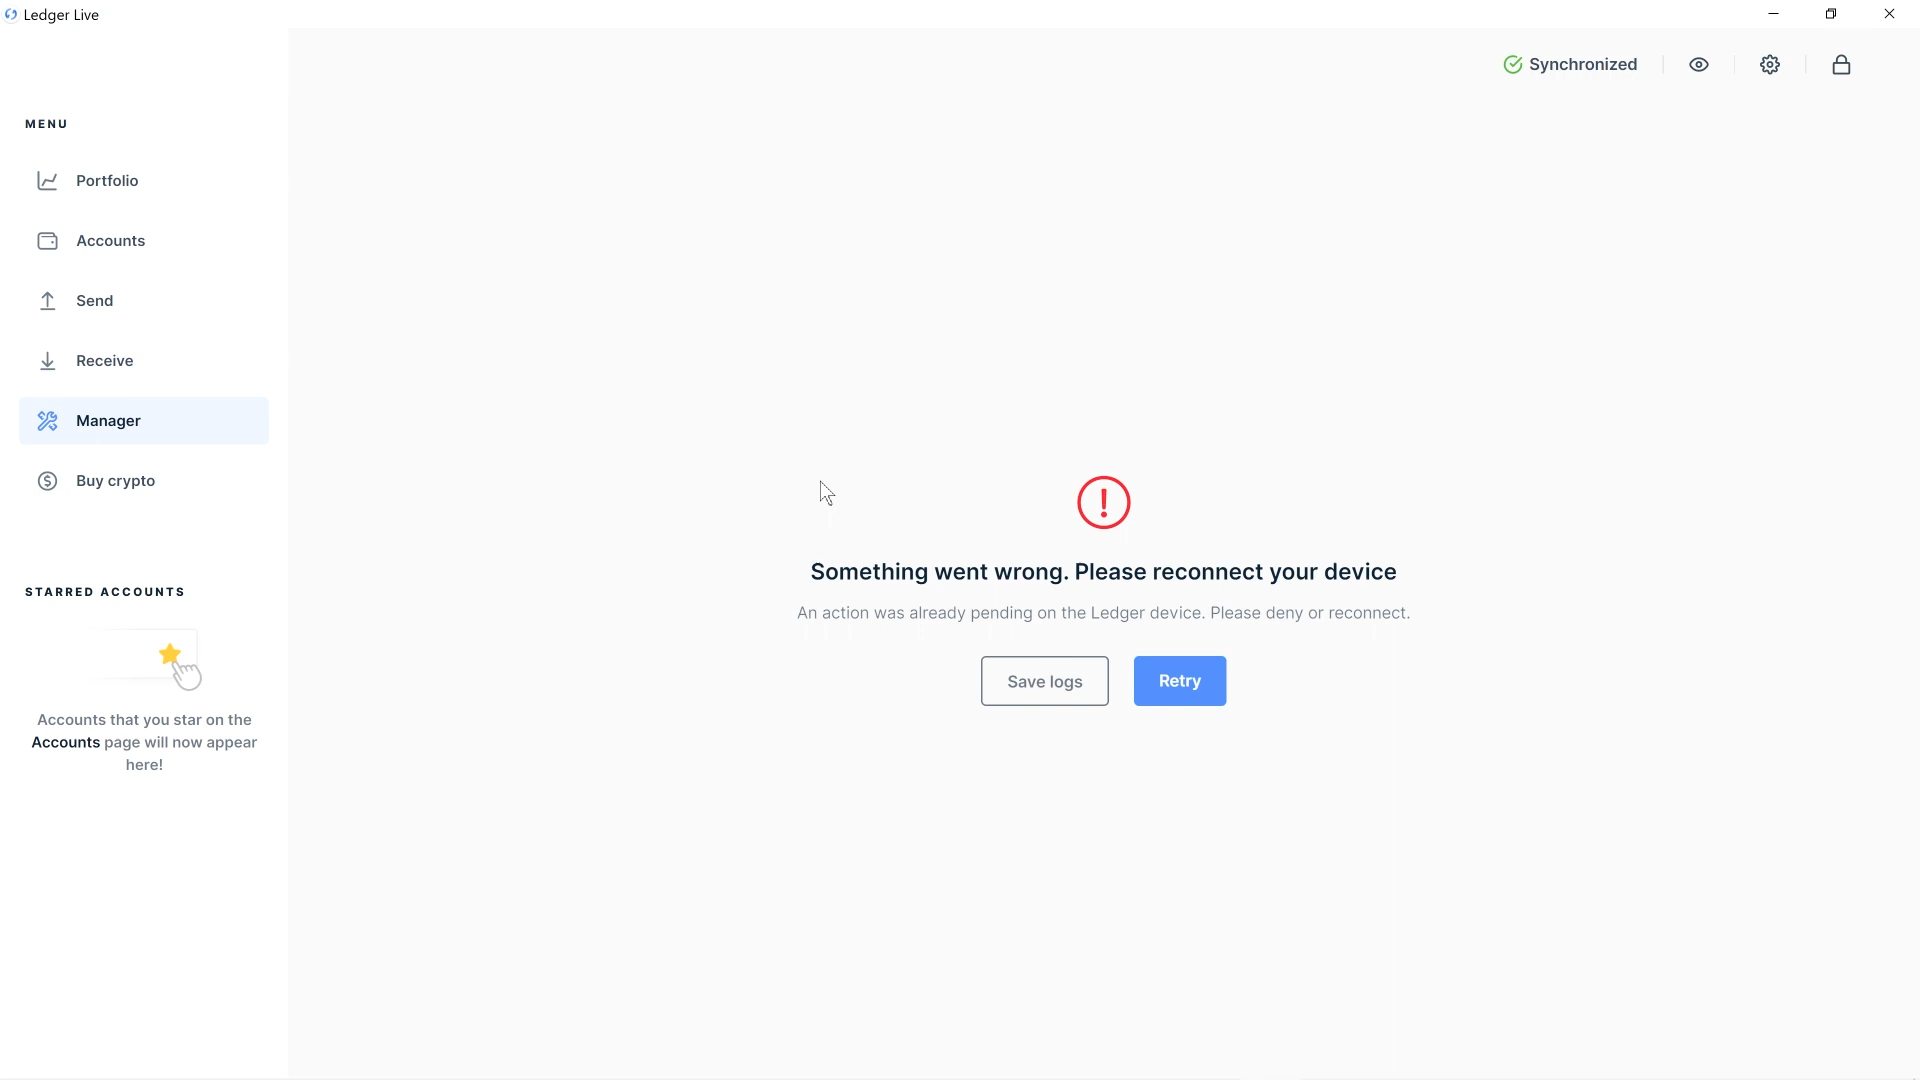 Ledger Live
Synchronized
MENU
Portfolio
Accounts
Send
Receive
Manager
Buy crypto
Something went wrong. Please reconnect your device
An action was already pending on the Ledger device. Please deny or reconnect.
Save logs
Retry
STARRED ACCOUNTS
Accounts that you star on the
Accounts page will now appear
here!